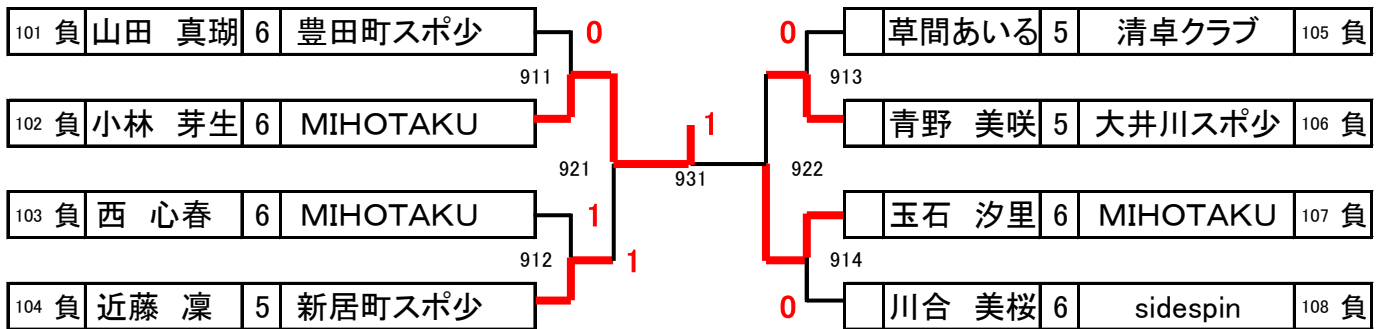 101 負 山田 真瑚 6 豊田町スポ少 0 0 草間あいる 5 清卓クラブ 105 負
911 913
102 負 小林 芽生 6 MIHOTAKU 1 青野 美咲 5 大井川スポ少 106 負
921 931 922
103 負 西 心春 6 MIHOTAKU 1 玉石 汐里 6 MIHOTAKU 107 負
912 1 914
104 負 近藤 凜 5 新居町スポ少 0 川合 美桜 6 sidespin 108 負